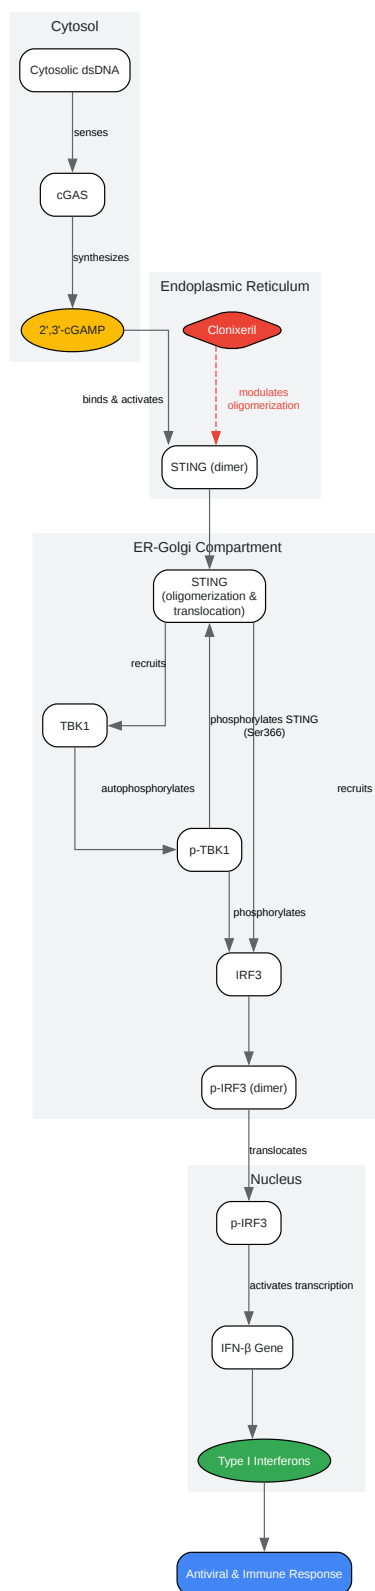 Cytosol
Cytosolic dsDNA
senses
cGAS
synthesizes
2',3'-cGAMP
Endoplasmic Reticulum
Clonixeril
modulates
oligomerization
binds & activates
STING (dimer)
ER-Golgi Compartment
STING
(oligomerization &
translocation)
recruits
TBK1
phosphorylates STING
(Ser366)
autophosphorylates
recruits
p-TBK1
phosphorylates
IRF3
p-IRF3 (dimer)
translocates
Nucleus
p-IRF3
activates transcription
IFN-β Gene
Type I Interferons
Antiviral & Immune Response